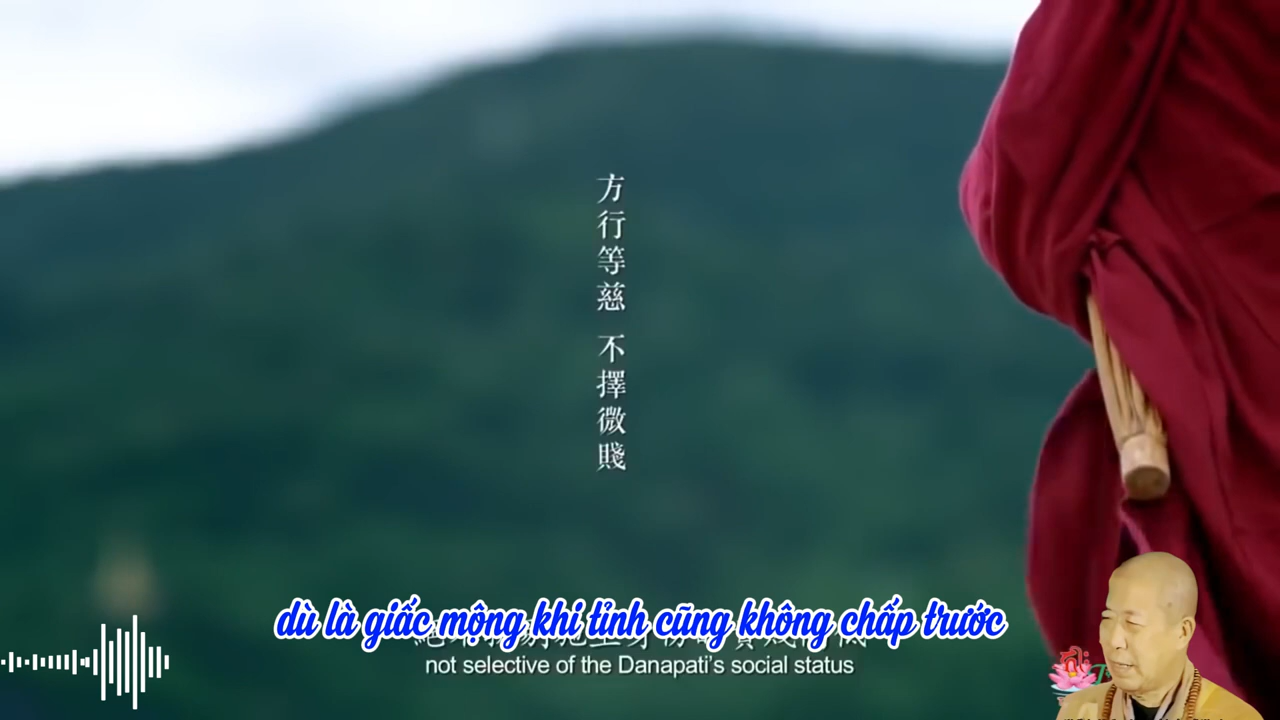 方行等慈 不擇微賤
dù là giấc mộng khi tỉnh cũng không chấp trước
not selective of the Danapati's social status